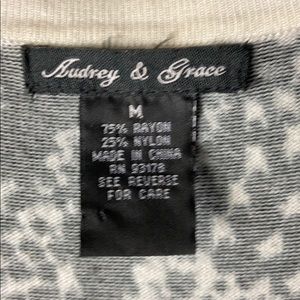 Audrey & Grace
M
75% RAYON
25% NYLON
MADE IN CHINA
RN 93178
SEE REVERSE
FOR CARE